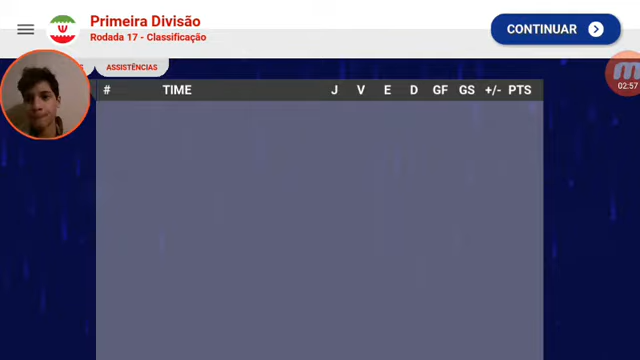 Primeira Divisão
Rodada 17 - Classificação
CONTINUAR
ASSISTÊNCIAS
# TIME J V E D GF GS +/- PTS
02:57